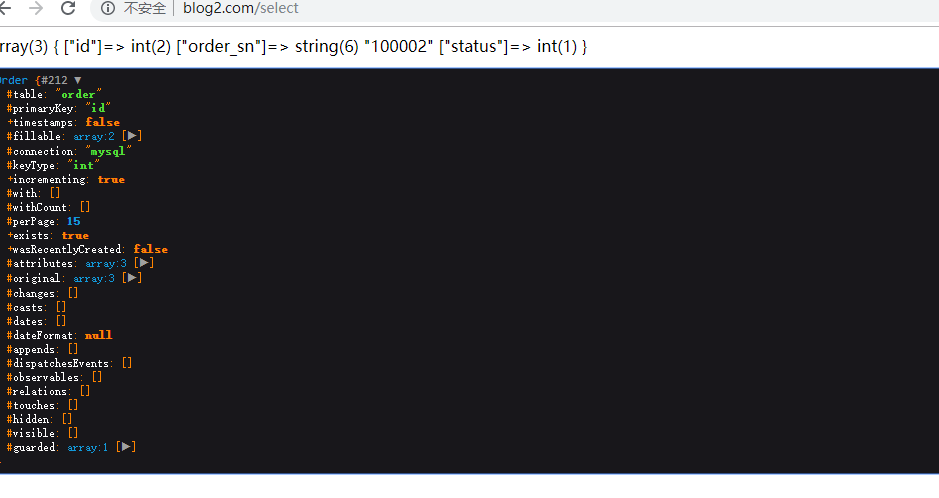 不安全 | blog2.com/select
rray(3) { ["id"]=> int(2) ["order_sn"]=> string(6) "100002" ["status"]=> int(1) }
Order {#212 ▼
#table: "order"
#primaryKey: "id"
+timestamps: false
#fillable: array:2 [▶]
#connection: "mysql"
#keyType: "int"
+incrementing: true
#with: []
#withCount: []
#perPage: 15
+exists: true
+wasRecentlyCreated: false
#attributes: array:3 [▶]
#original: array:3 [▶]
#changes: []
#casts: []
#dates: []
#dateFormat: null
#appends: []
#dispatchesEvents: []
#observables: []
#relations: []
#touches: []
#hidden: []
#visible: []
#guarded: array:1 [▶]